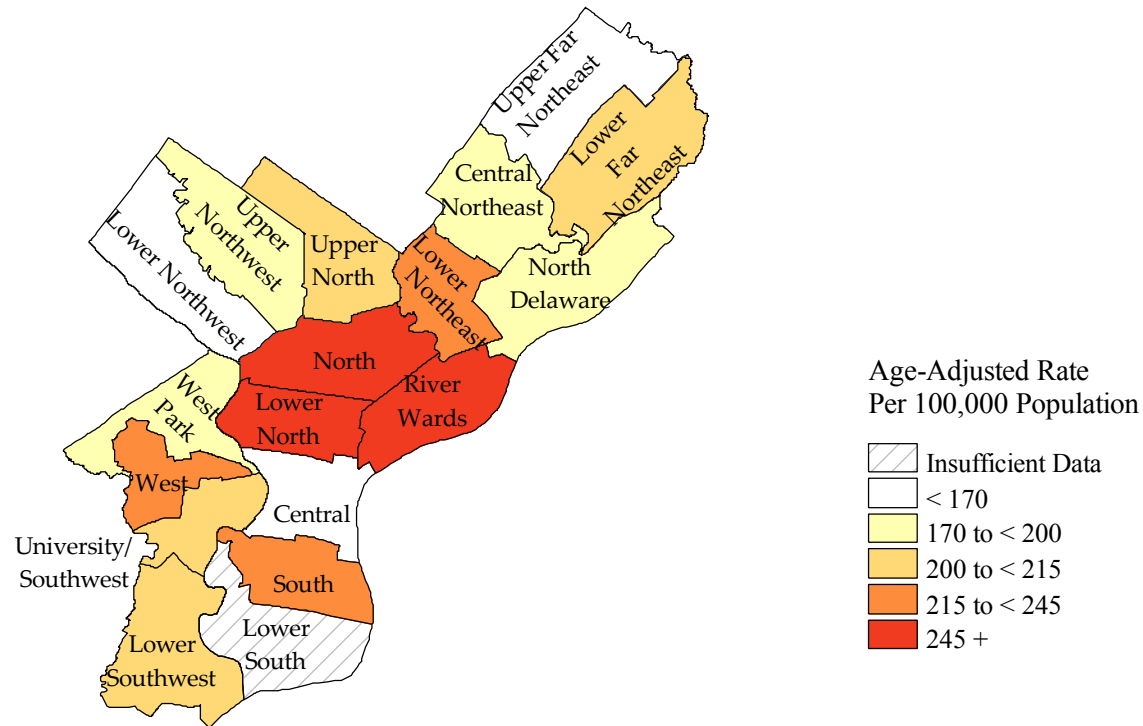 Upper Far
Northeast
Lower
Far
Northeast
Central
Northeast
Upper
Northwest
Lower Northwest
Upper
North
Lower
Northeast
North
Delaware
North
River
Wards
Lower
North
West
Park
West
Central
University/
Southwest
South
Lower
South
Lower
Southwest
Age-Adjusted Rate
Per 100,000 Population
Insufficient Data
< 170
170 to < 200
200 to < 215
215 to < 245
245 +